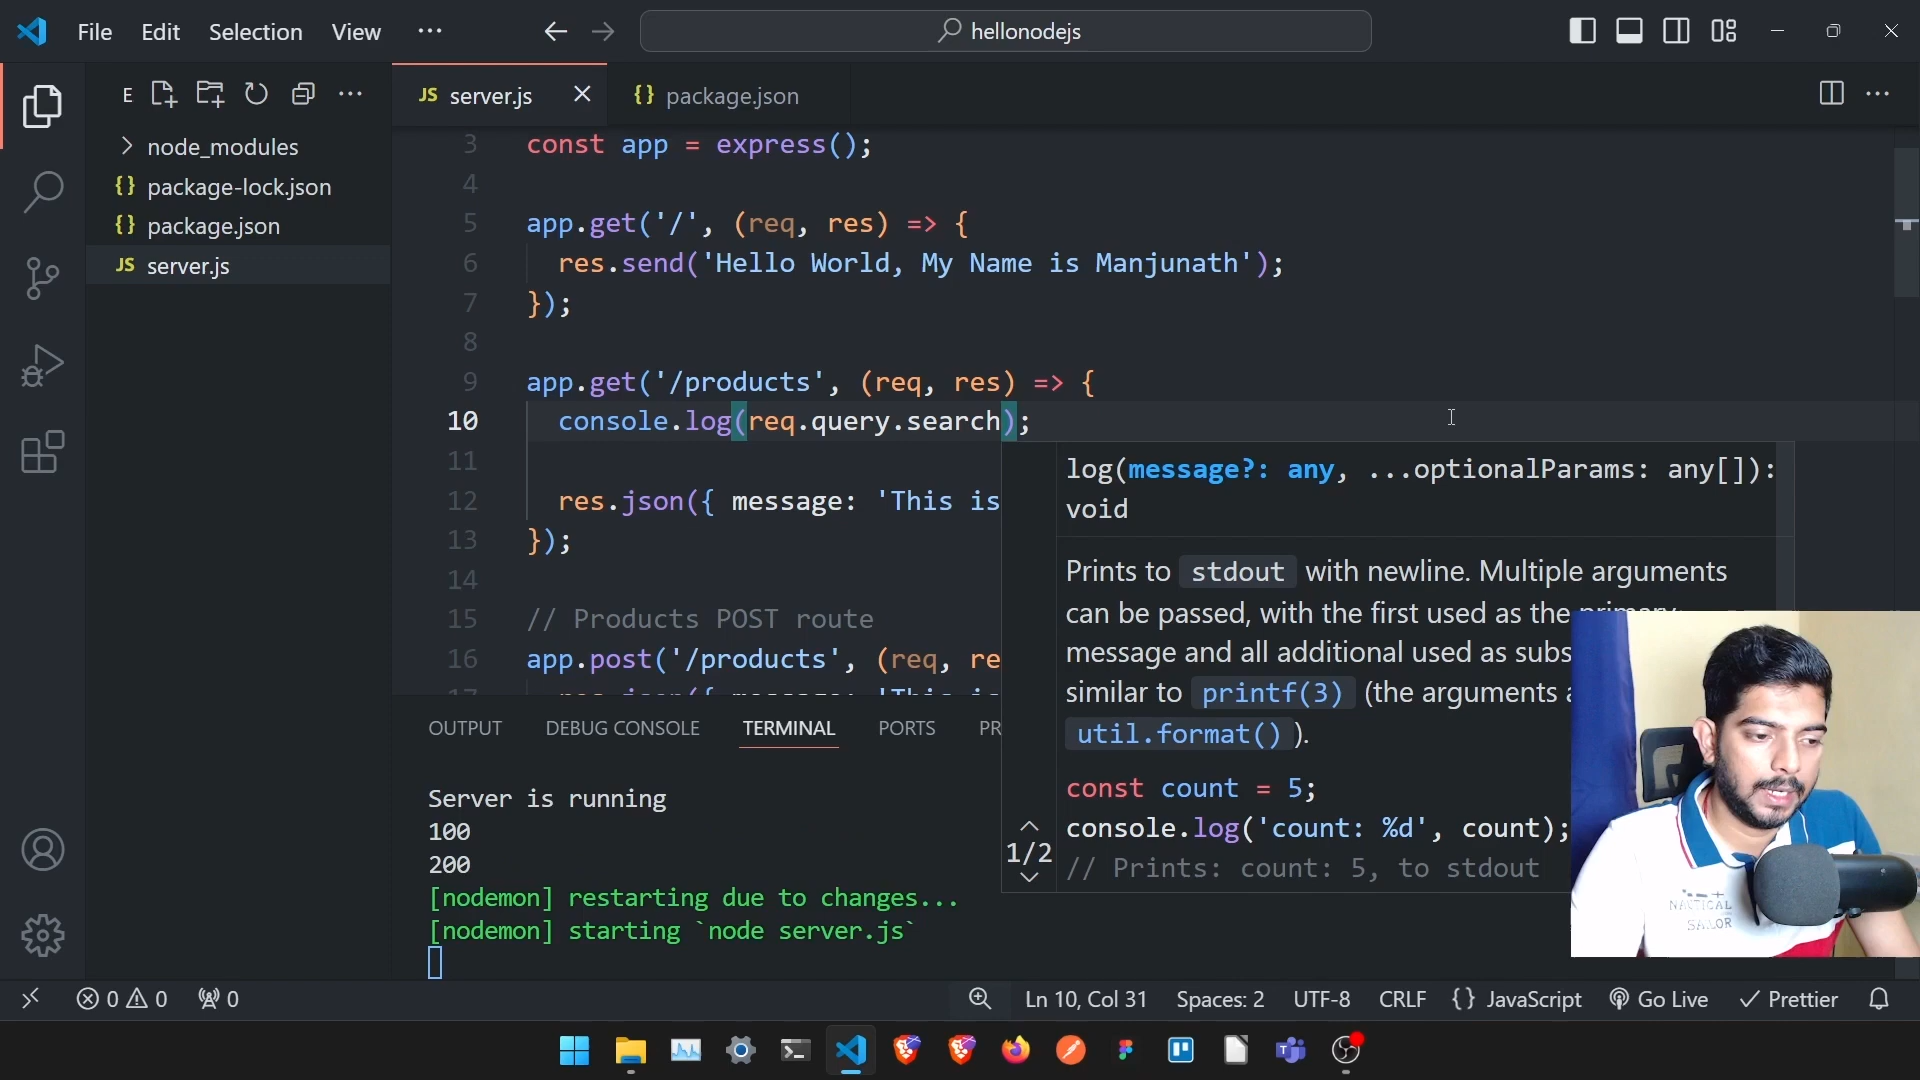 File Edit Selection View ··· hellonodejs
E
JS server.js
{} package.json
node_modules
{} package-lock.json
{} package.json
JS server.js
3 const app = express();
4
5 app.get('/', (req, res) => {
6 res.send('Hello World, My Name is Manjunath');
7 });
8
9 app.get('/products', (req, res) => {
10 console.log(req.query.search);
11
12 res.json({ message: 'This is
13 });
14
15 // Products POST route
16 app.post('/products', (req, re
log(message?: any, ...optionalParams: any[]):
void
Prints to stdout with newline. Multiple arguments
can be passed, with the first used as the primary
message and all additional used as subs
similar to printf(3) (the arguments a
util.format() ).
const count = 5;
console.log('count: %d', count);
// Prints: count: 5, to stdout
1/2
OUTPUT DEBUG CONSOLE TERMINAL PORTS PR
Server is running
100
200
[nodemon] restarting due to changes...
[nodemon] starting `node server.js`
NAUTICAL
SAILOR
0 0 0 Ln 10, Col 31 Spaces: 2 UTF-8 CRLF {} JavaScript Go Live Prettier